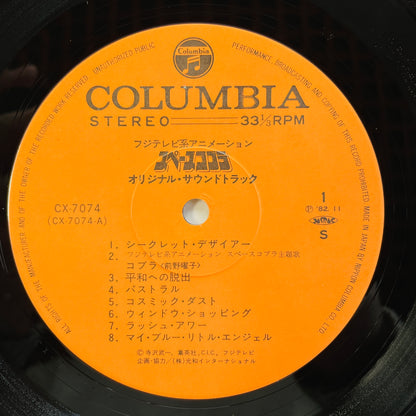 Columbia
COLUMBIA
STEREO 33⅓RPM
フジテレビ系アニメーション
スペースコブラ
オリジナル・サウンドトラック
CX-7074
(CX-7074-A)
1
Ⓟ '82. 11
S
1. シークレット・デザイアー
2. フジテレビ系アニメーション スペースコブラ主題歌
コブラ〈前野曜子〉
3. 平和への脱出
4. パストラル
5. コズミック・ダスト
6. ウィンドウ・ショッピング
7. ラッシュ・アワー
8. マイ・ブルー・リトル・エンジェル
©寺沢武一, 集英社, C.I.C, フジテレビ
企画・協力／(株)元和インターナショナル
ALL RIGHTS OF THE MANUFACTURER AND OF THE OWNER OF THE RECORDED WORK RESERVED UNAUTHORIZED PUBLIC PERFORMANCE, BROADCASTING AND COPYING OF THIS RECORD PROHIBITED. MADE IN JAPAN BY NIPPON COLUMBIA CO., LTD.